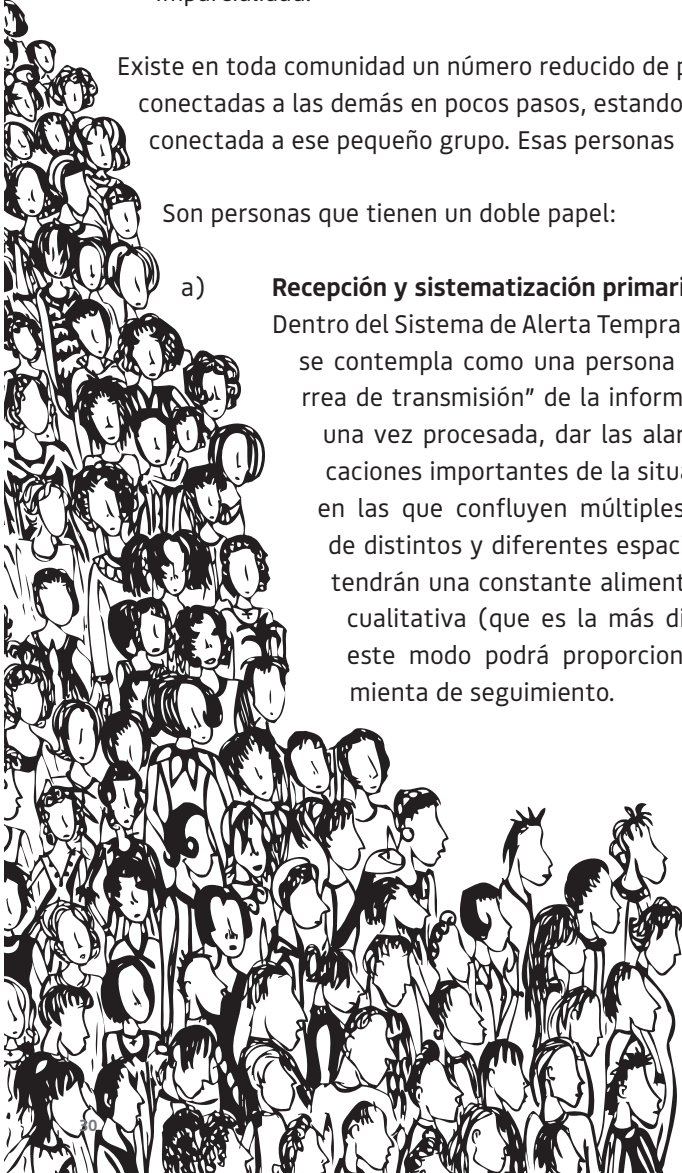 Existe en toda comunidad un número reducido de
conectadas a las demás en pocos pasos, estando
conectada a ese pequeño grupo. Esas personas
Son personas que tienen un doble papel:
a) Recepción y sistematización primari
Dentro del Sistema de Alerta Tempra
se contempla como una persona
rrea de transmisión” de la inform
una vez procesada, dar las alar
caciones importantes de la situa
en las que confluyen múltiples
de distintos y diferentes espaci
tendrán una constante aliment
cualitativa (que es la más di
este modo podrá proporcion
mienta de seguimiento.
30